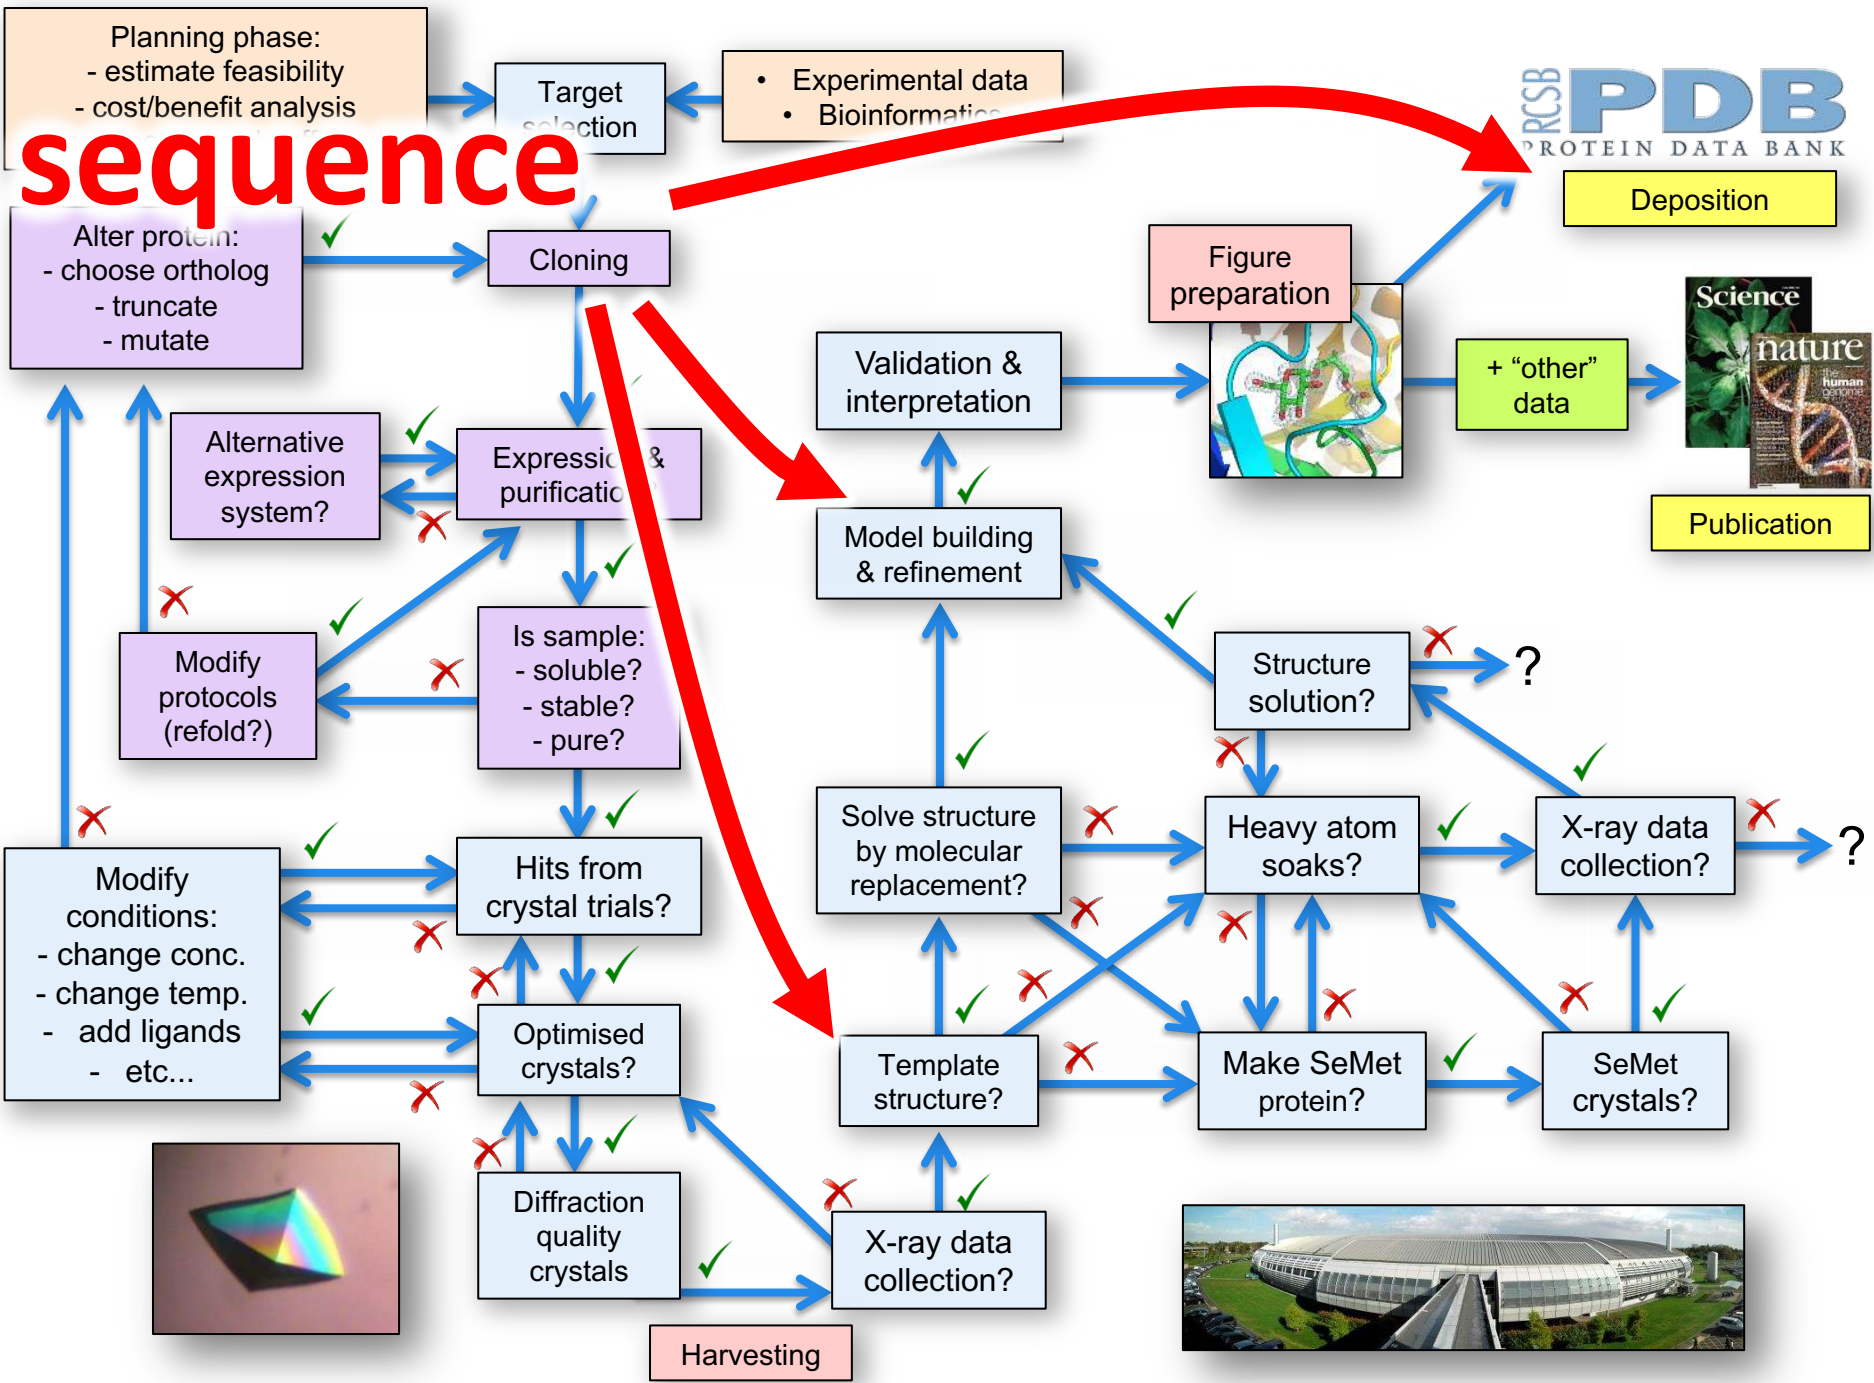 Planning phase:
- estimate feasibility
- cost/benefit analysis
Target
selection
• Experimental data
• Bioinformatics
sequence
RCSB
PDB
PROTEIN DATA BANK
Deposition
Alter protein:
- choose ortholog
- truncate
- mutate
Cloning
Figure
preparation
Science
nature
the
human
genome
Validation &
interpretation
+ “other”
data
Publication
Alternative
expression
system?
Expression &
purification?
Model building
& refinement
Modify
protocols
(refold?)
Is sample:
- soluble?
- stable?
- pure?
Structure
solution?
?
Solve structure
by molecular
replacement?
Heavy atom
soaks?
X-ray data
collection?
?
Modify
conditions:
- change conc.
- change temp.
- add ligands
- etc...
Hits from
crystal trials?
Optimised
crystals?
Template
structure?
Make SeMet
protein?
SeMet
crystals?
Diffraction
quality
crystals
X-ray data
collection?
Harvesting